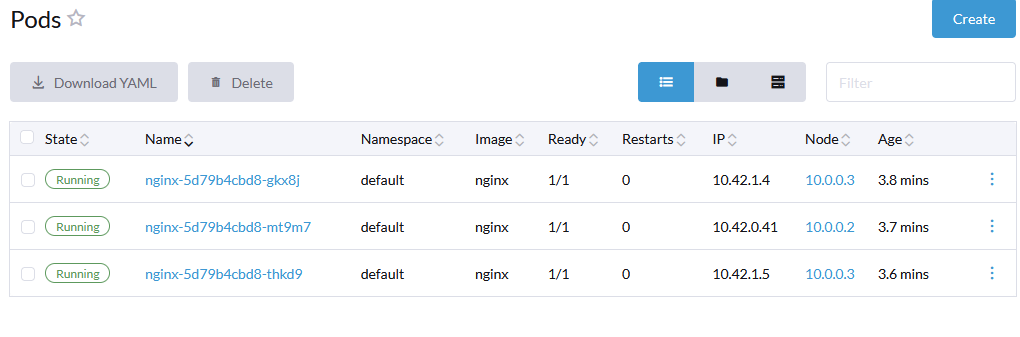 Pods
Create
Download YAML Delete Filter
State Name Namespace Image Ready Restarts IP Node Age
Running nginx-5d79b4cbd8-gkx8j default nginx 1/1 0 10.42.1.4 10.0.0.3 3.8 mins
Running nginx-5d79b4cbd8-mt9m7 default nginx 1/1 0 10.42.0.41 10.0.0.2 3.7 mins
Running nginx-5d79b4cbd8-thkd9 default nginx 1/1 0 10.42.1.5 10.0.0.3 3.6 mins